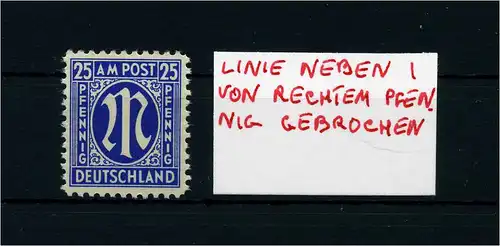 25 AM POST 25
PFENNIG
M
PFENNIG
DEUTSCHLAND
LINIE NEBEN I
VON RECHTEM PFEN.
NIG GEBROCHEN